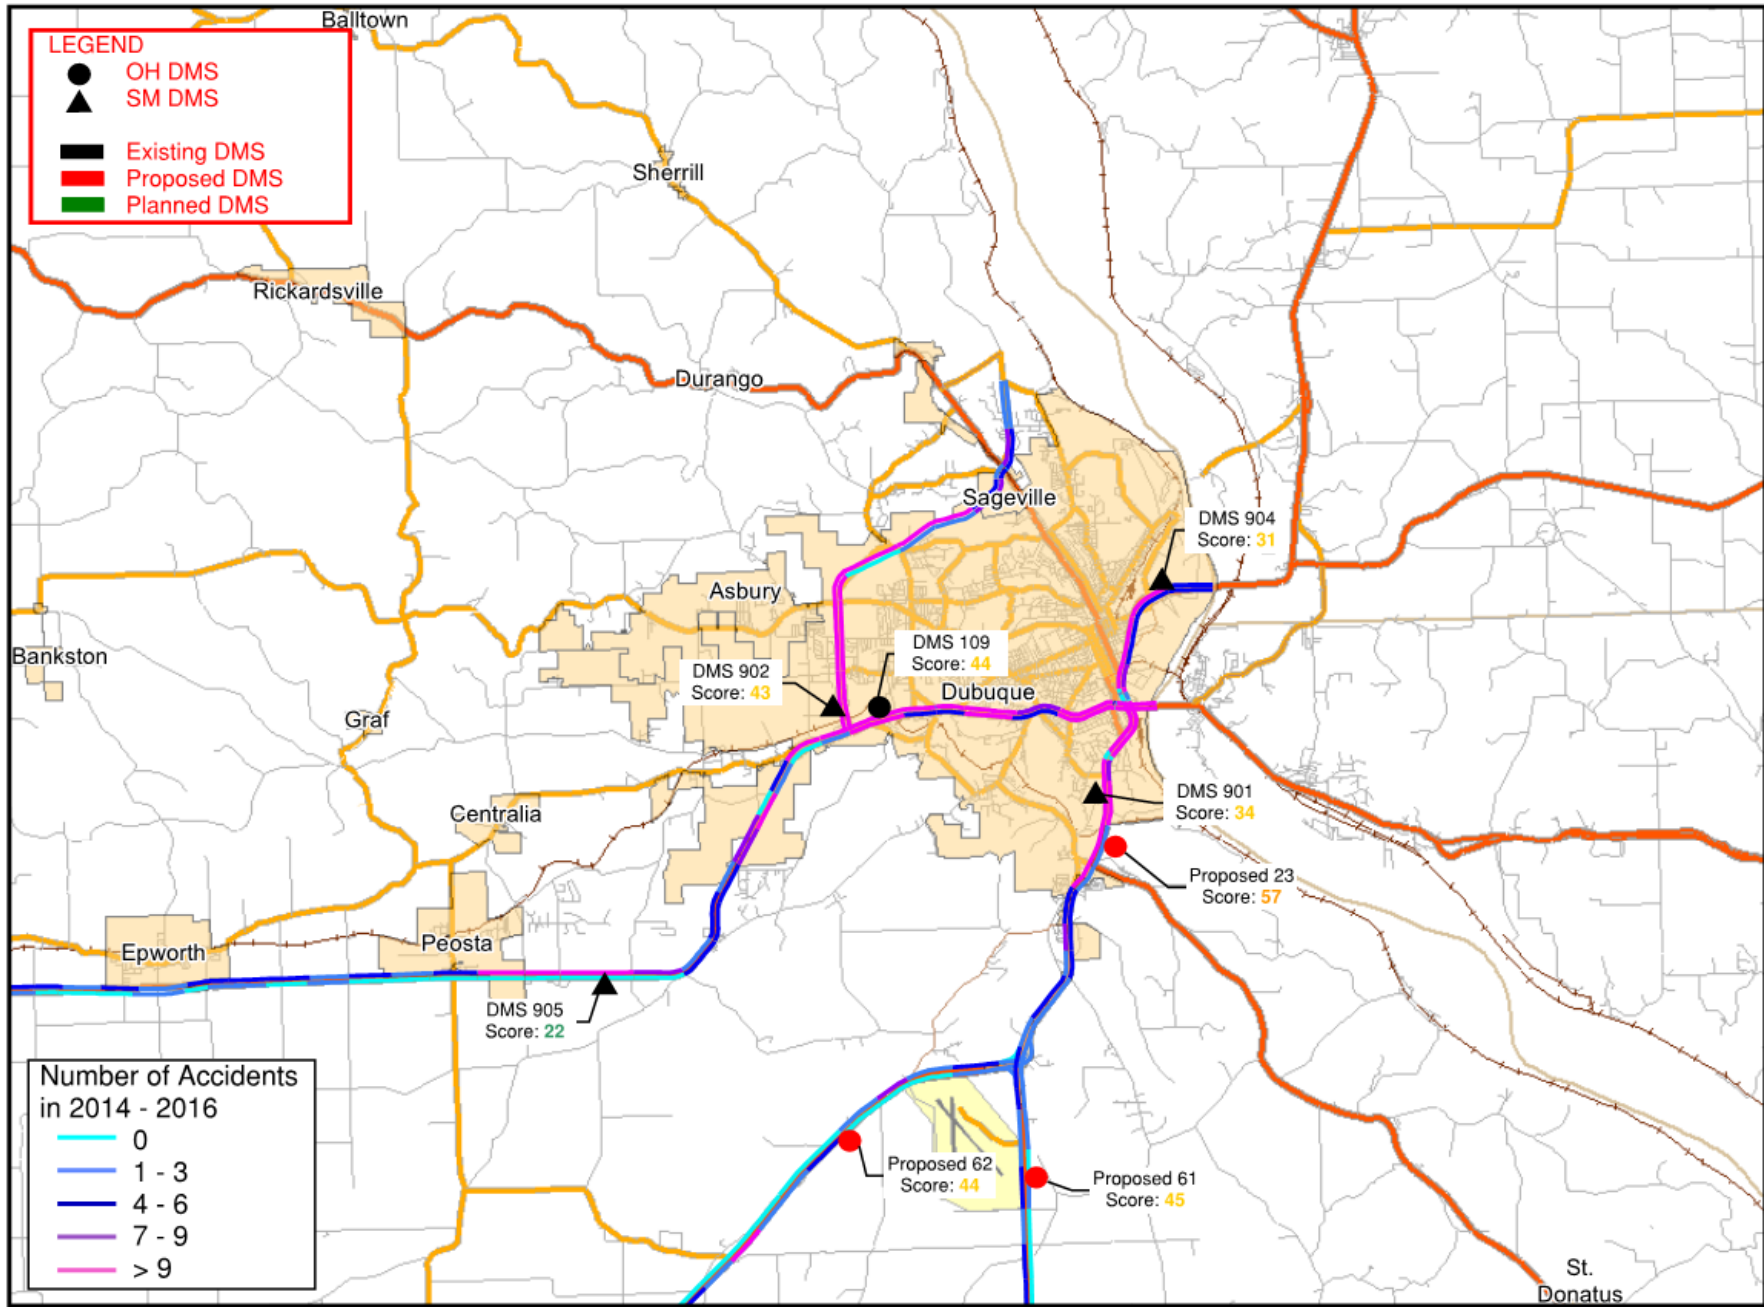 Balltown
LEGEND
OH DMS
SM DMS
Existing DMS
Proposed DMS
Planned DMS
Sherrill
Rickardsville
Durango
Sageville
DMS 904
Score: 31
Asbury
DMS 109
Score: 44
Bankston
DMS 902
Score: 43
Dubuque
Graf
DMS 901
Score: 34
Centralia
Proposed 23
Score: 57
Epworth
Peosta
DMS 905
Score: 22
Number of Accidents
in 2014 - 2016
0
1 - 3
4 - 6
7 - 9
> 9
Proposed 62
Score: 44
Proposed 61
Score: 45
St.
Donatus